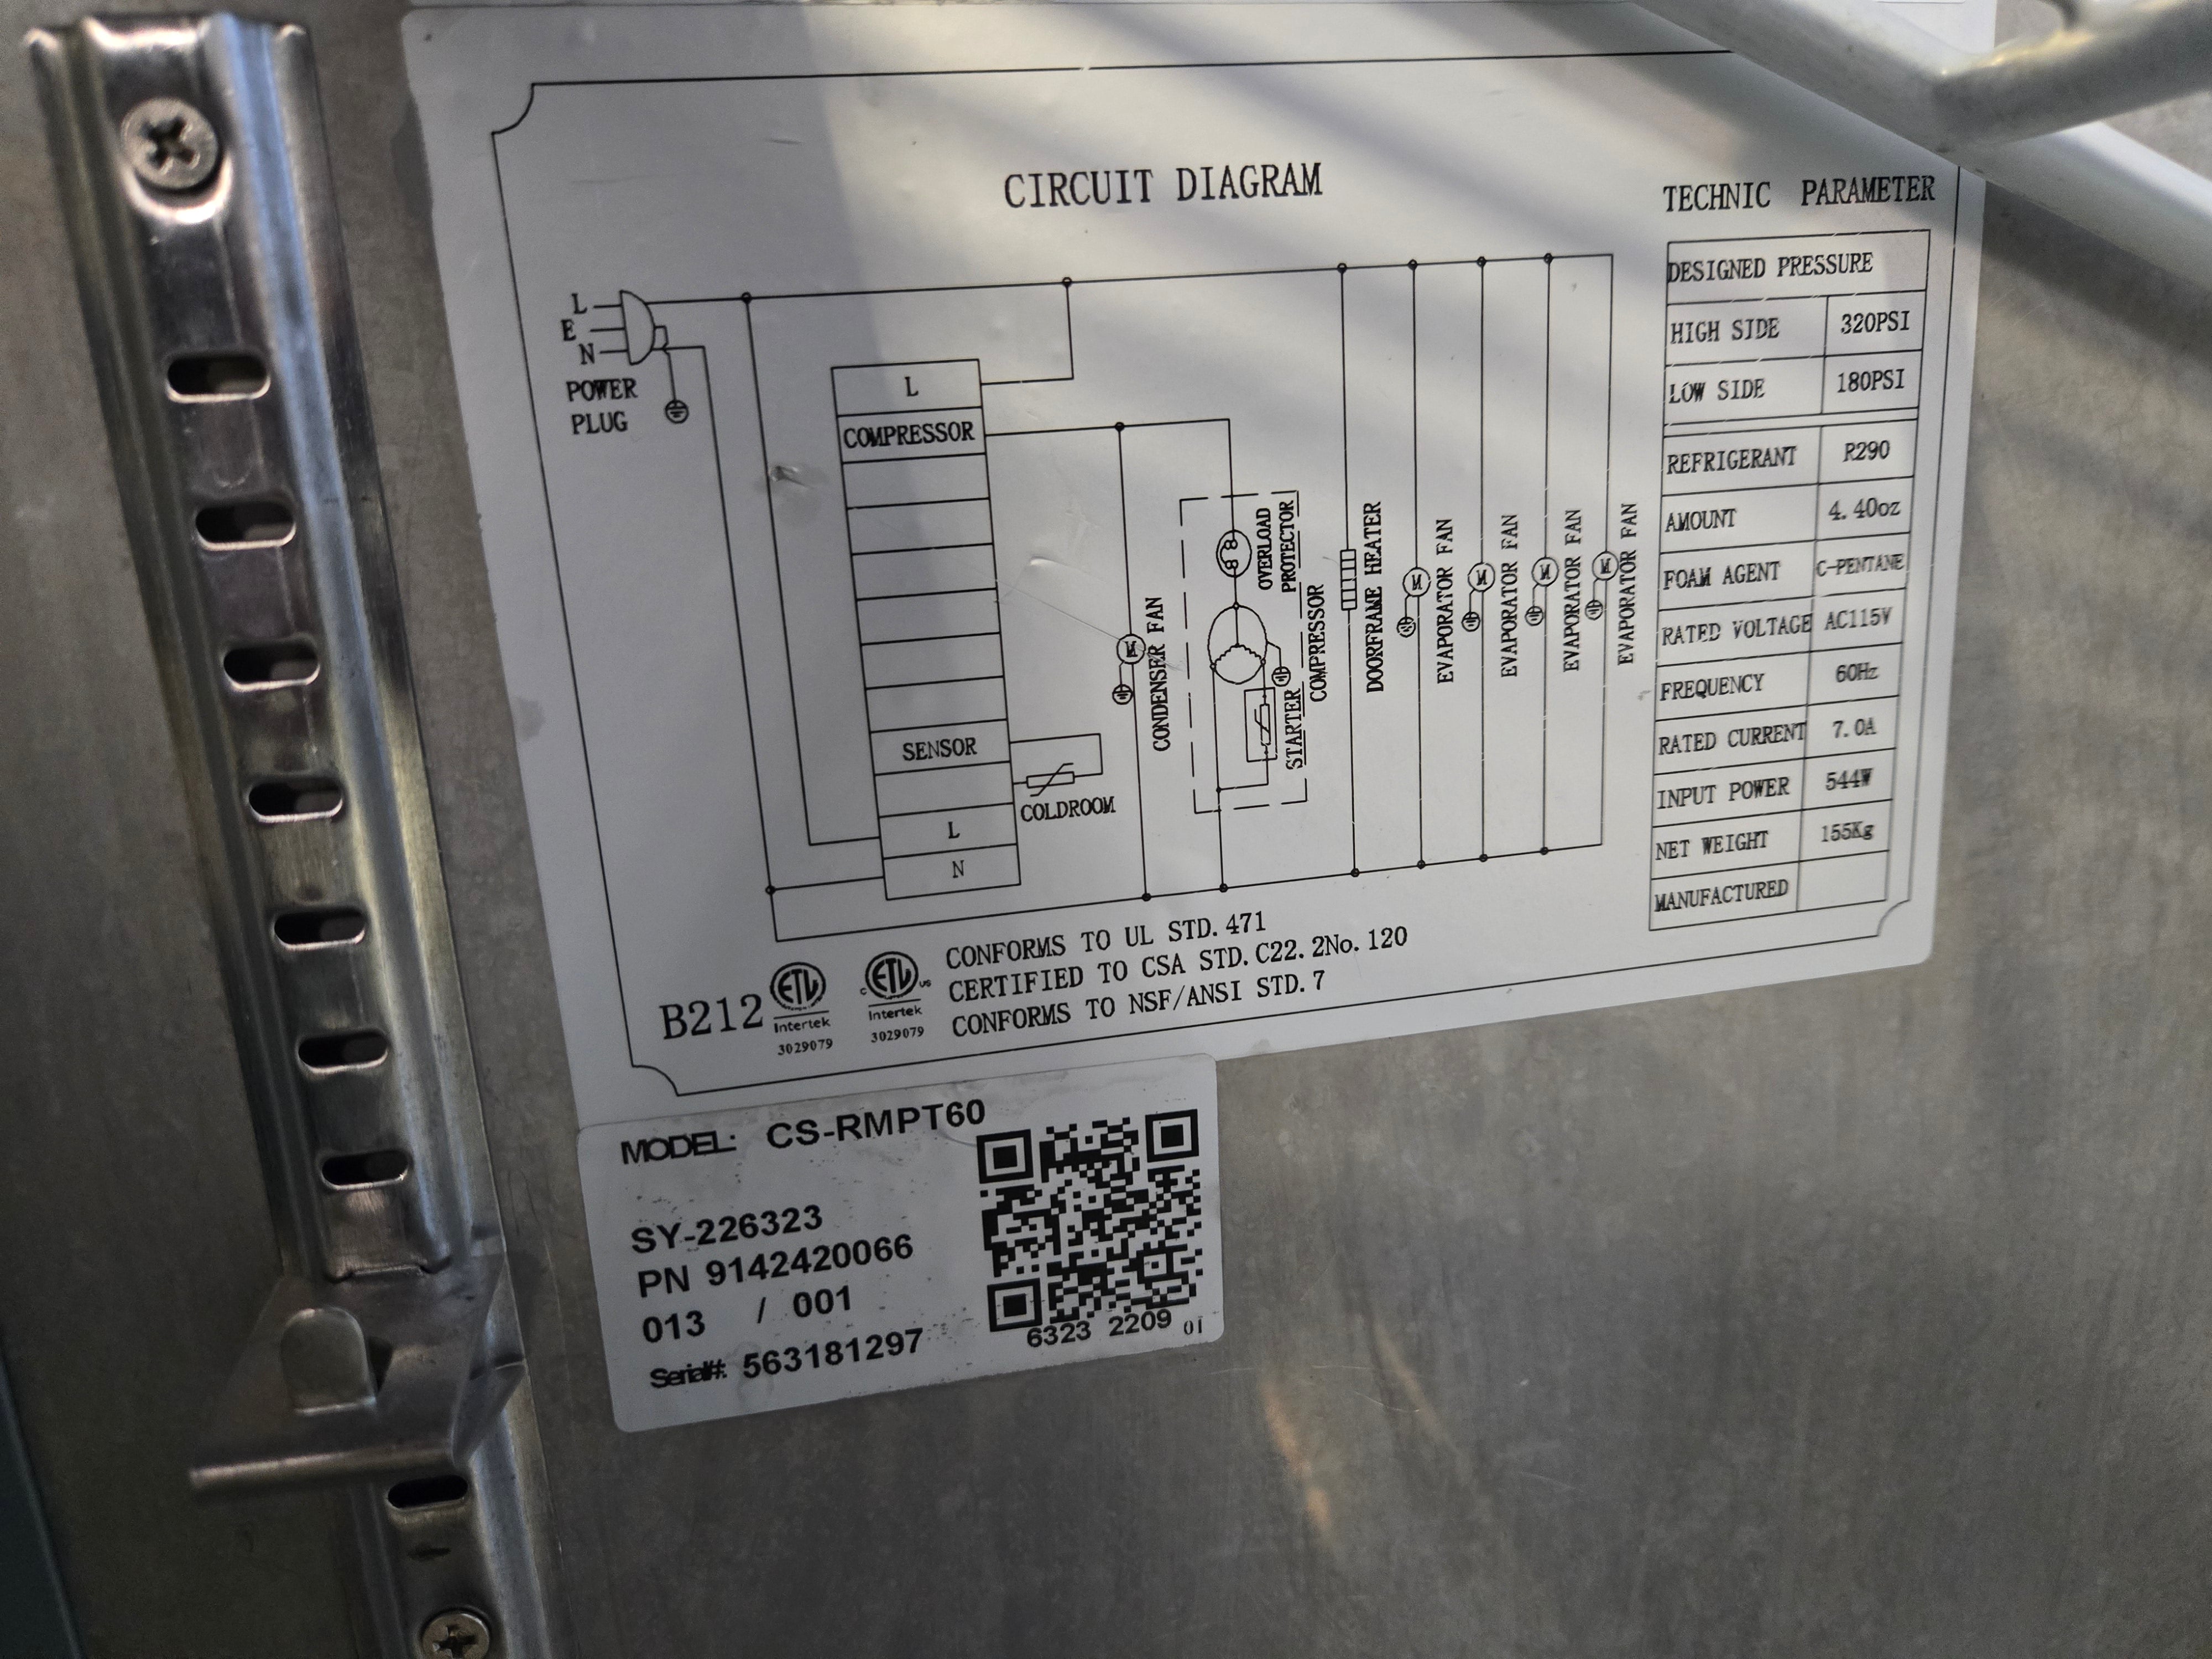 CIRCUIT DIAGRAM
L
E
N
POWER
PLUG
L
COMPRESSOR
SENSOR
L
N
COLDROOM
M
CONDENSER FAN
OVERLOAD
PROTECTOR
STARTER
COMPRESSOR
DOORFRAME HEATER
M
EVAPORATOR FAN
M
EVAPORATOR FAN
M
EVAPORATOR FAN
M
EVAPORATOR FAN
TECHNIC PARAMETER
DESIGNED PRESSURE
HIGH SIDE 320PSI
LOW SIDE 180PSI
REFRIGERANT R290
AMOUNT 4.40oz
FOAM AGENT C-PENTANE
RATED VOLTAGE AC115V
FREQUENCY 60Hz
RATED CURRENT 7.0A
INPUT POWER 544W
NET WEIGHT 155Kg
MANUFACTURED
B212
ETL
Intertek
3029079
c ETL us
Intertek
3029079
CONFORMS TO UL STD.471
CERTIFIED TO CSA STD.C22.2No.120
CONFORMS TO NSF/ANSI STD.7
MODEL: CS-RMPT60
SY-226323
PN 9142420066
013 / 001
Serial#: 563181297
6323 2209 01